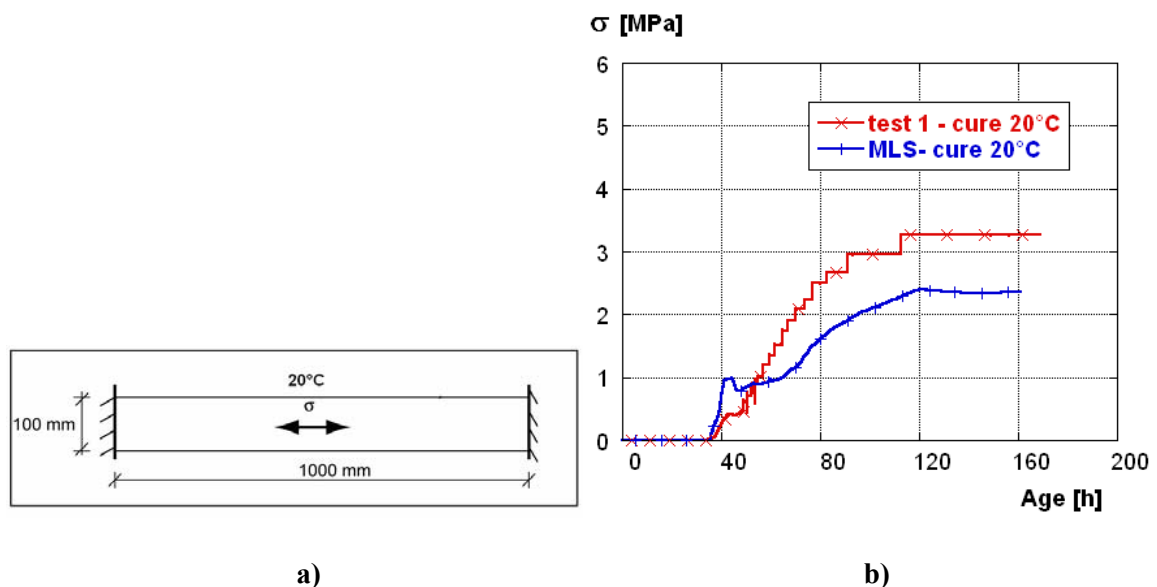 20°C
σ
100 mm
1000 mm
a)
σ [MPa]
6
5
4
3
2
1
0
test 1 - cure 20°C
MLS- cure 20°C
0 40 80 120 160 200
Age [h]
b)